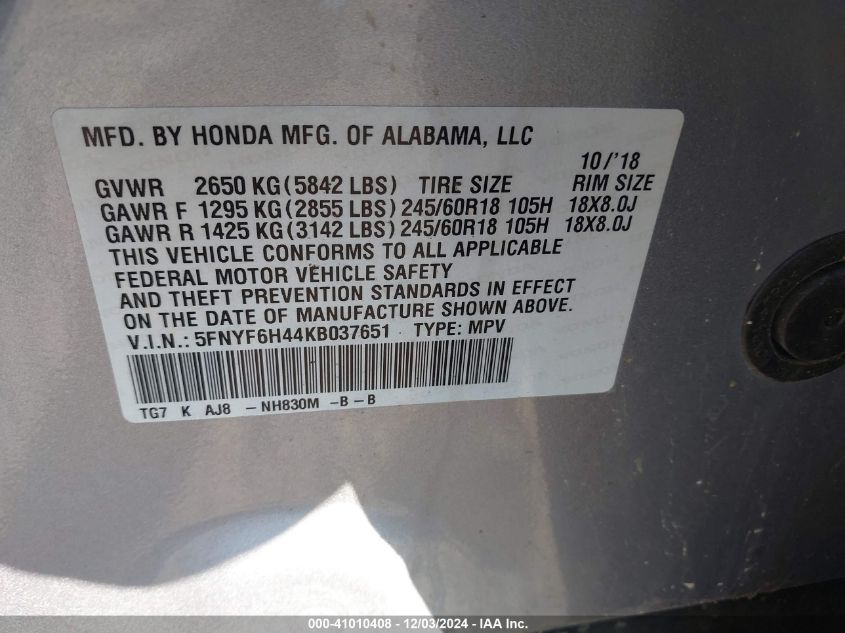 MFD. BY HONDA MFG. OF ALABAMA, LLC
10/'18
GVWR 2650 KG(5842 LBS) TIRE SIZE RIM SIZE
GAWR F 1295 KG(2855 LBS) 245/60R18 105H 18X8.0J
GAWR R 1425 KG(3142 LBS) 245/60R18 105H 18X8.0J
THIS VEHICLE CONFORMS TO ALL APPLICABLE
FEDERAL MOTOR VEHICLE SAFETY
AND THEFT PREVENTION STANDARDS IN EFFECT
ON THE DATE OF MANUFACTURE SHOWN ABOVE.
V.I.N.: 5FNYF6H44KB037651 TYPE: MPV
TG7 K AJ8 -NH830M -B-B
000-41010408 - 12/03/2024 - IAA Inc.